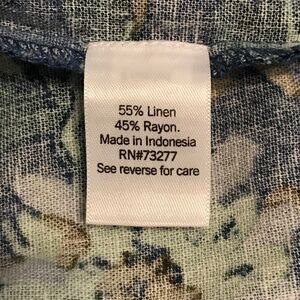 55% Linen
45% Rayon.
Made in Indonesia
RN#73277
See reverse for care